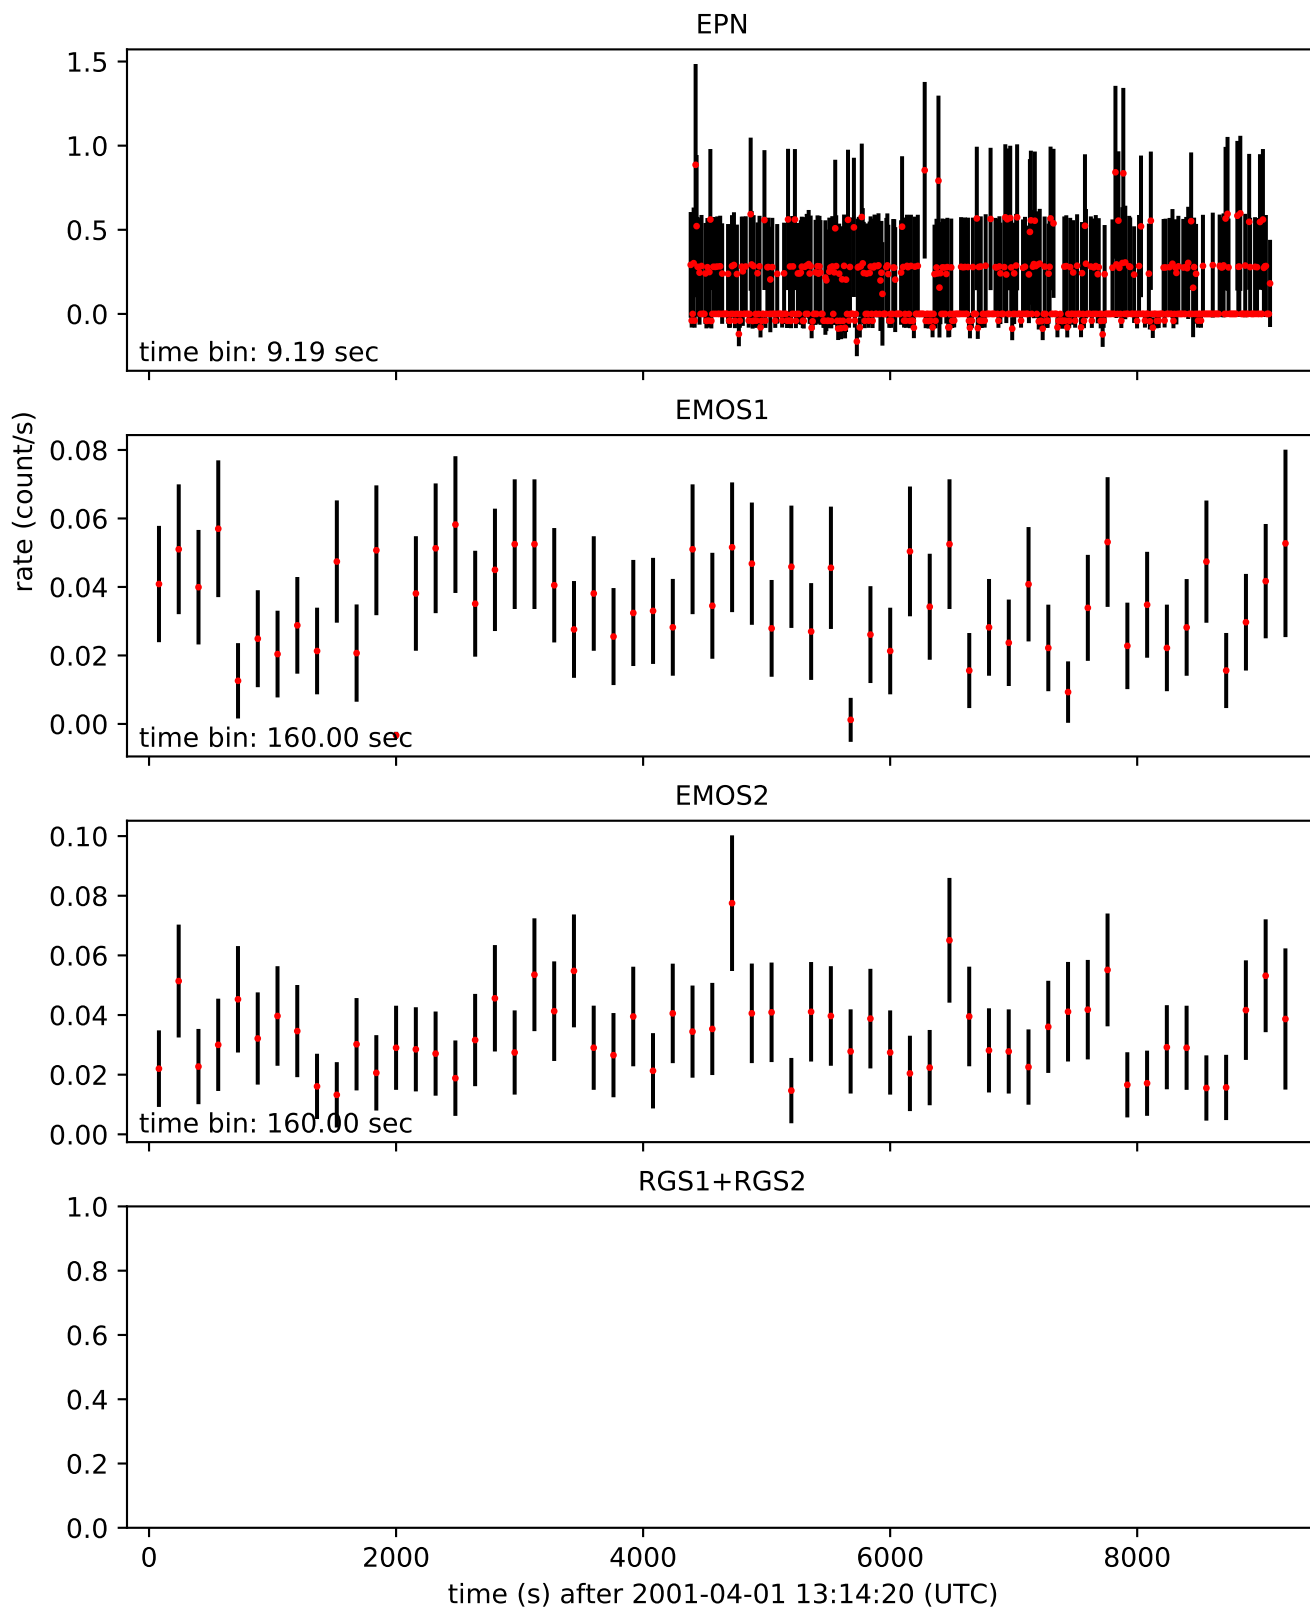 EPN
1.5
1.0
0.5
0.0
time bin: 9.19 sec
EMOS1
rate (count/s)
0.08
0.06
0.04
0.02
0.00
time bin: 160.00 sec
EMOS2
0.10
0.08
0.06
0.04
0.02
0.00
time bin: 160.00 sec
RGS1+RGS2
1.0
0.8
0.6
0.4
0.2
0.0
0 2000 4000 6000 8000
time (s) after 2001-04-01 13:14:20 (UTC)